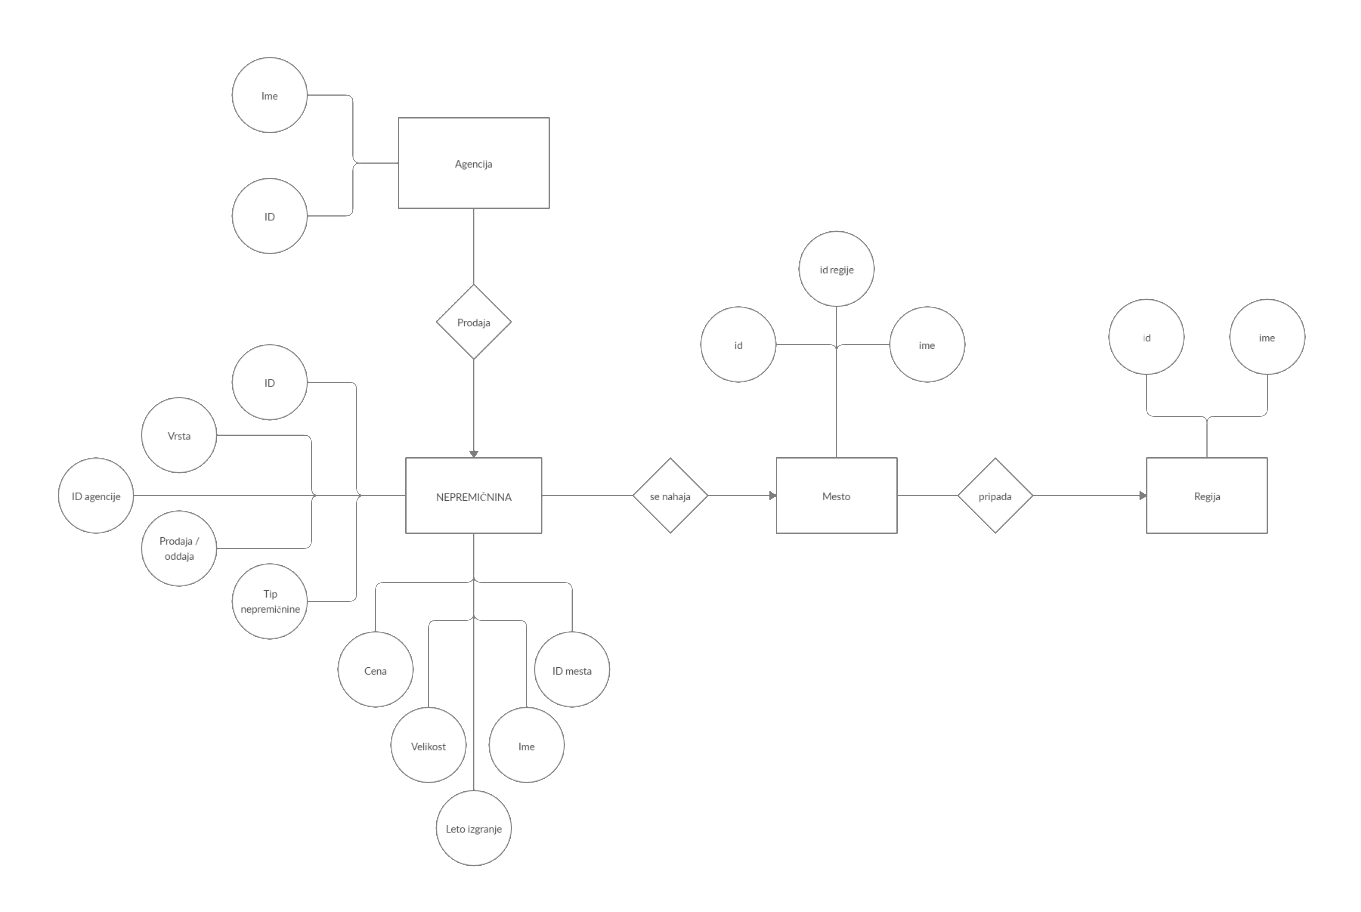 Ime
Agencija
ID
id regije
Prodaja
id
ime
id
ime
ID
Vrsta
ID agencije
NEPREMIČNINA
se nahaja
Mesto
pripada
Regija
Prodaja /
oddaja
Tip
nepremičnine
Cena
ID mesta
Velikost
Ime
Leto izgranje